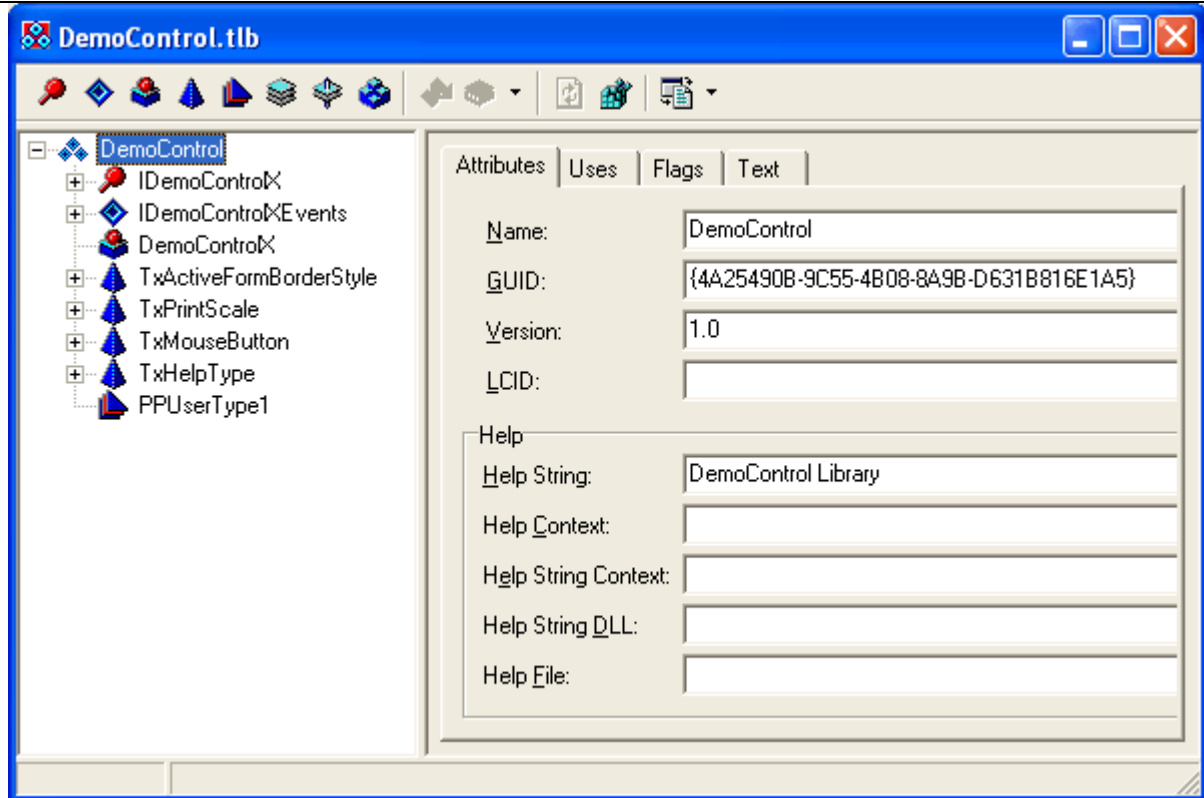 DemoControl.tlb
DemoControl
IDemoControlX
IDemoControlXEvents
DemoControlX
TxActiveFormBorderStyle
TxPrintScale
TxMouseButton
TxHelpType
PPUserType1
Attributes Uses Flags Text
Name: DemoControl
GUID: {4A25490B-9C55-4B08-8A9B-D631B816E1A5}
Version: 1.0
LCID:
Help
Help String: DemoControl Library
Help Context:
Help String Context:
Help String DLL:
Help File: